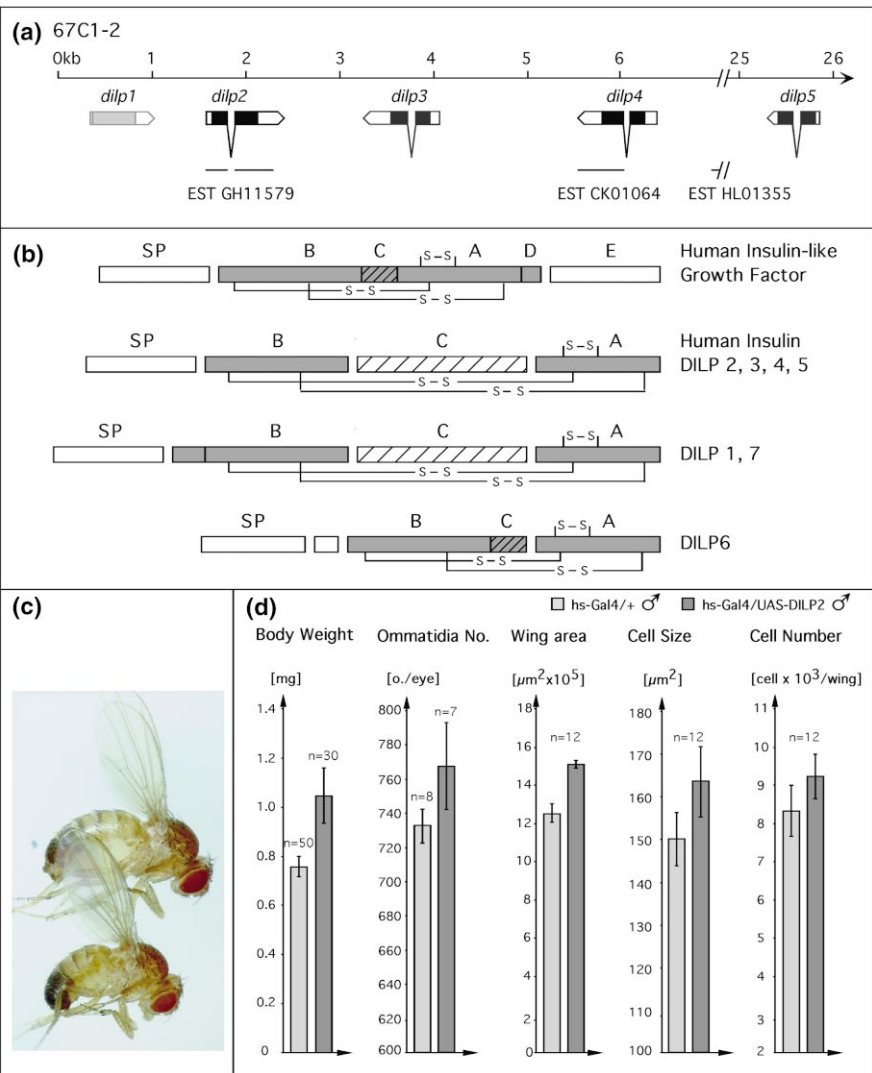 (a) 67C1-2
0kb 1 2 3 4 5 6 25 26
dilp1 dilp2 dilp3 dilp4 dilp5
EST GH11579 EST CK01064 EST HL01355
(b)
SP B C S-S A D E Human Insulin-like
Growth Factor
S-S
S-S
Human Insulin
SP B C S-S A DILP 2, 3, 4, 5
S-S
S-S
SP B C S-S A DILP 1, 7
S-S
S-S
SP B C S-S A DILP6
S-S
S-S
(c)
(d) hs-Gal4/+ ♂ hs-Gal4/UAS-DILP2 ♂
Body Weight Ommatidia No. Wing area Cell Size Cell Number
[mg] [o./eye] [µm²x10⁵] [µm²] [cell x 10³/wing]
1.4
1.2
1.0
0.8
0.6
0.4
0.2
0
n=50
n=30
800
780
760
740
720
700
680
660
640
620
600
n=8
n=7
18
16
14
12
10
8
6
4
2
0
n=12
180
170
160
150
140
130
120
110
100
n=12
11
10
9
8
7
6
5
4
3
2
n=12